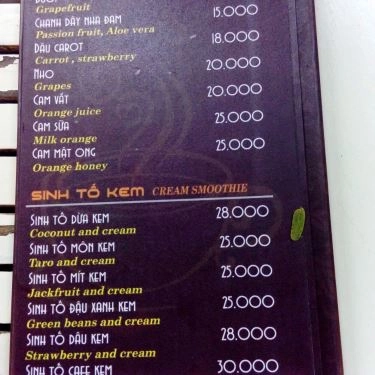 Grapefruit 15.000
CHANH DÂY NHA ĐAM
Passion fruit, Aloe vera 18.000
DÂU CAROT
Carrot , strawberry 20.000
NHO
Grapes 20.000
CAM VẮT
Orange juice 25.000
CAM SỮA
Milk orange 25.000
CAM MẬT ONG
Orange honey
SINH TỐ KEM CREAM SMOOTHIE
SINH TỐ DỪA KEM 28.000
Coconut and cream
SINH TỐ MÔN KEM 25.000
Taro and cream
SINH TỐ MÍT KEM 25.000
Jackfruit and cream
SINH TỐ ĐẬU XANH KEM 25.000
Green beans and cream
SINH TỐ DÂU KEM 28.000
Strawberry and cream
SINH TỐ CAFE KEM 30.000